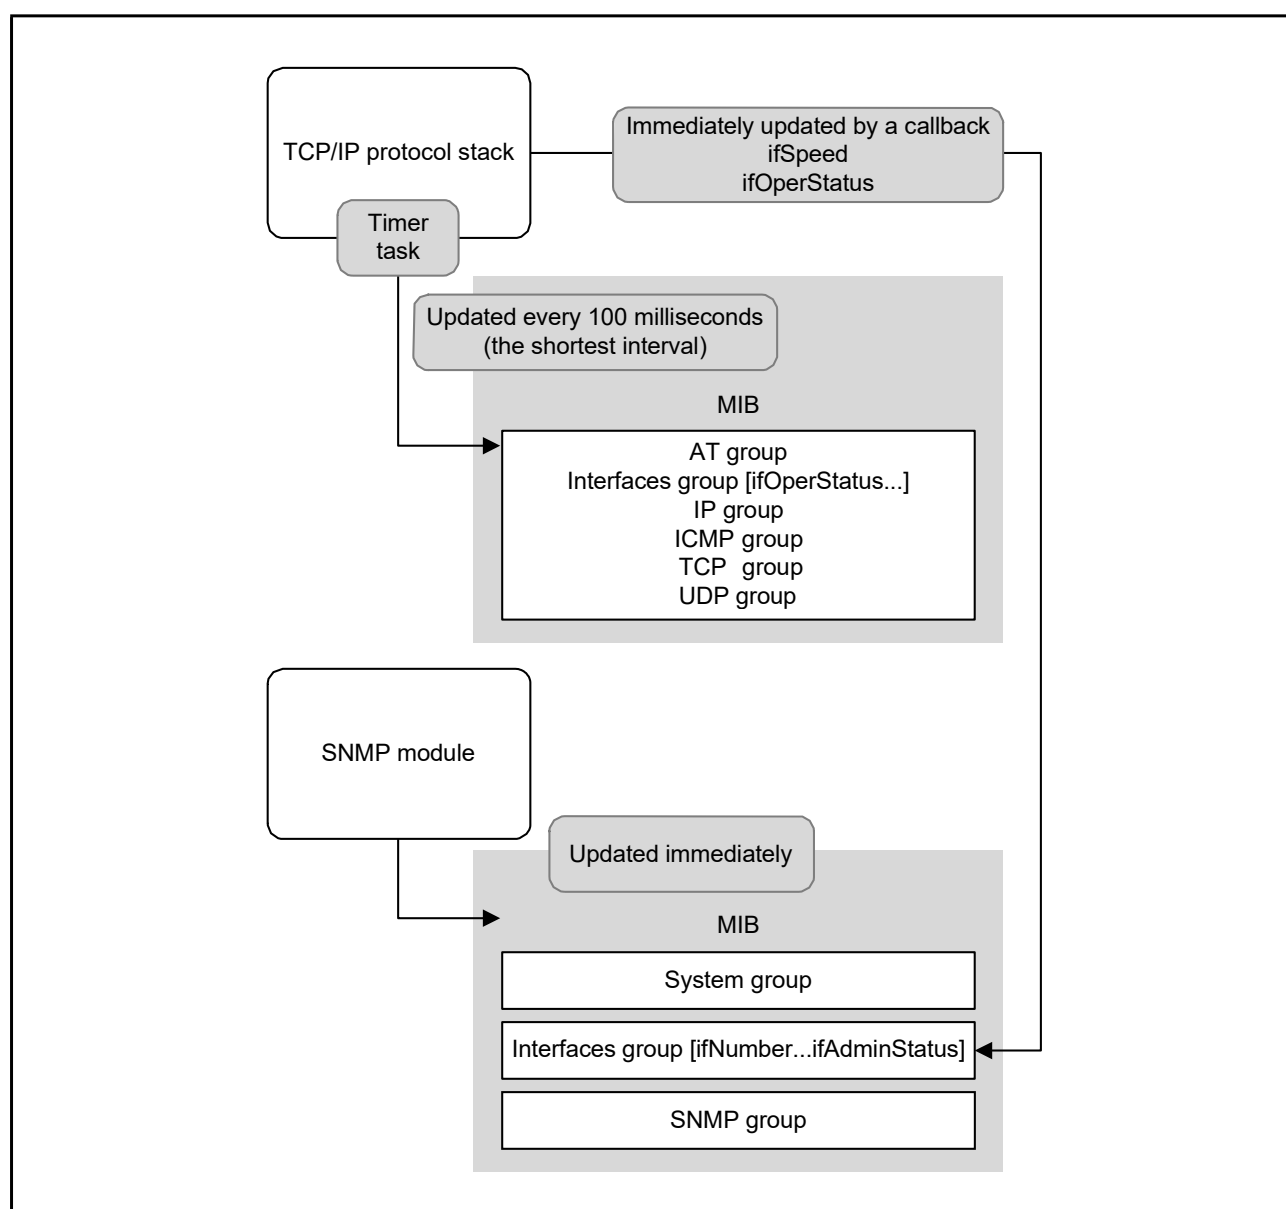 TCP/IP protocol stack
Immediately updated by a callback
ifSpeed
ifOperStatus
Timer
task
Updated every 100 milliseconds
(the shortest interval)
MIB
AT group
Interfaces group [ifOperStatus...]
IP group
ICMP group
TCP group
UDP group
SNMP module
Updated immediately
MIB
System group
Interfaces group [ifNumber...ifAdminStatus]
SNMP group